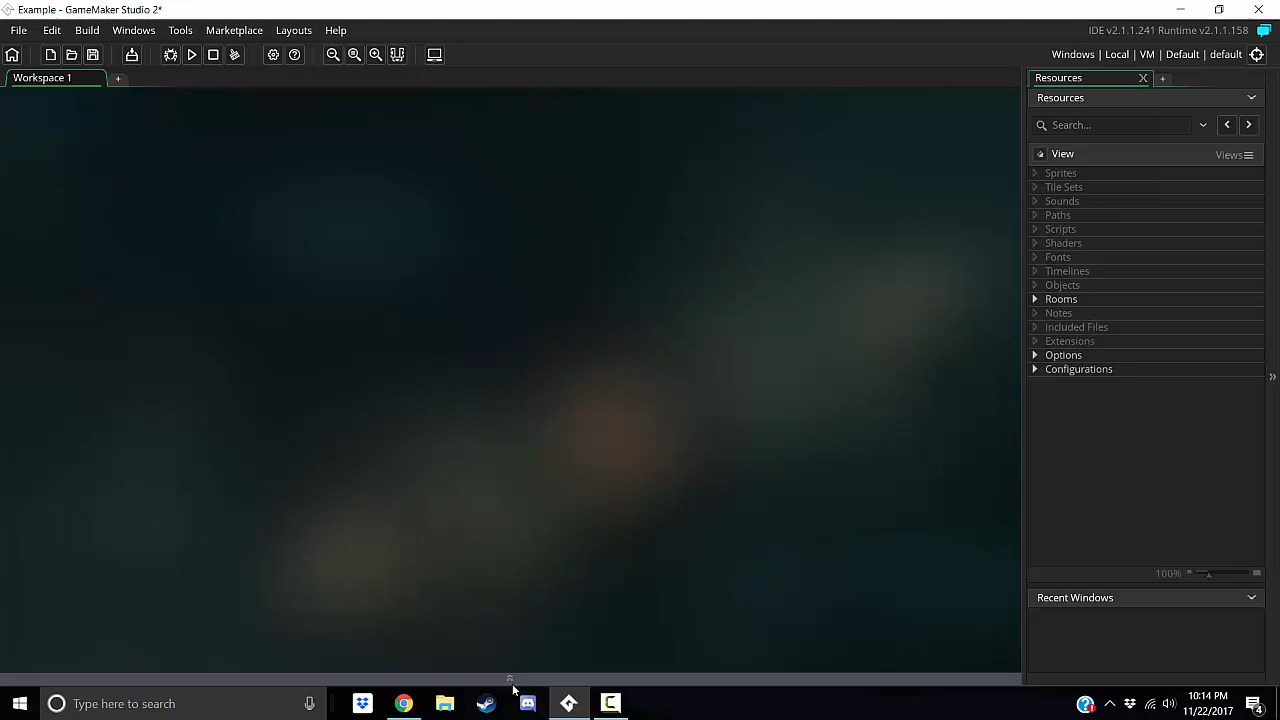 Example - GameMaker Studio 2*
File Edit Build Windows Tools Marketplace Layouts Help
IDE v2.1.1.241 Runtime v2.1.1.158
Windows | Local | VM | Default | default
Workspace 1
Resources
Resources
Search...
View
Views
Sprites
Tile Sets
Sounds
Paths
Scripts
Shaders
Fonts
Timelines
Objects
Rooms
Notes
Included Files
Extensions
Options
Configurations
100%
Recent Windows
Type here to search
10:14 PM
11/22/2017
4